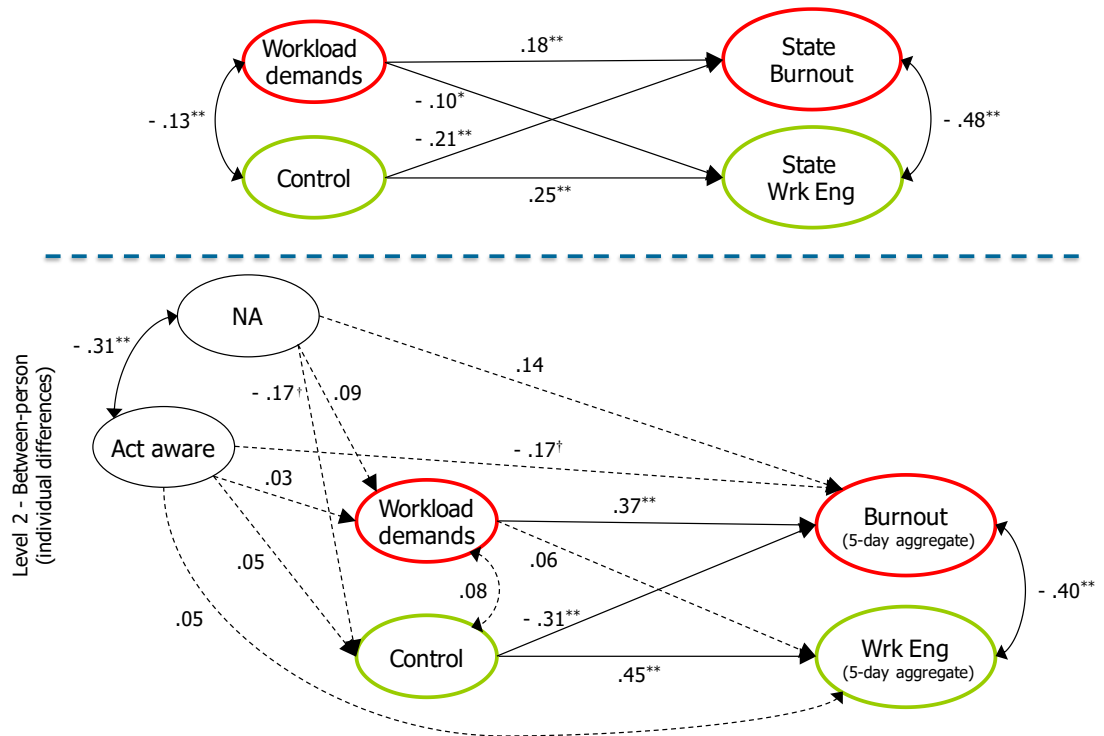 Workload
demands
.18**
State
Burnout
- .13**
- .10*
- .21**
- .48**
Control
.25**
State
Wrk Eng
Level 2 - Between-person
(individual differences)
NA
- .31**
.14
- .17†
.09
Act aware
- .17†
.03
Workload
demands
.37**
Burnout
(5-day aggregate)
.05
.06
.08
- .40**
.05
- .31**
Control
.45**
Wrk Eng
(5-day aggregate)